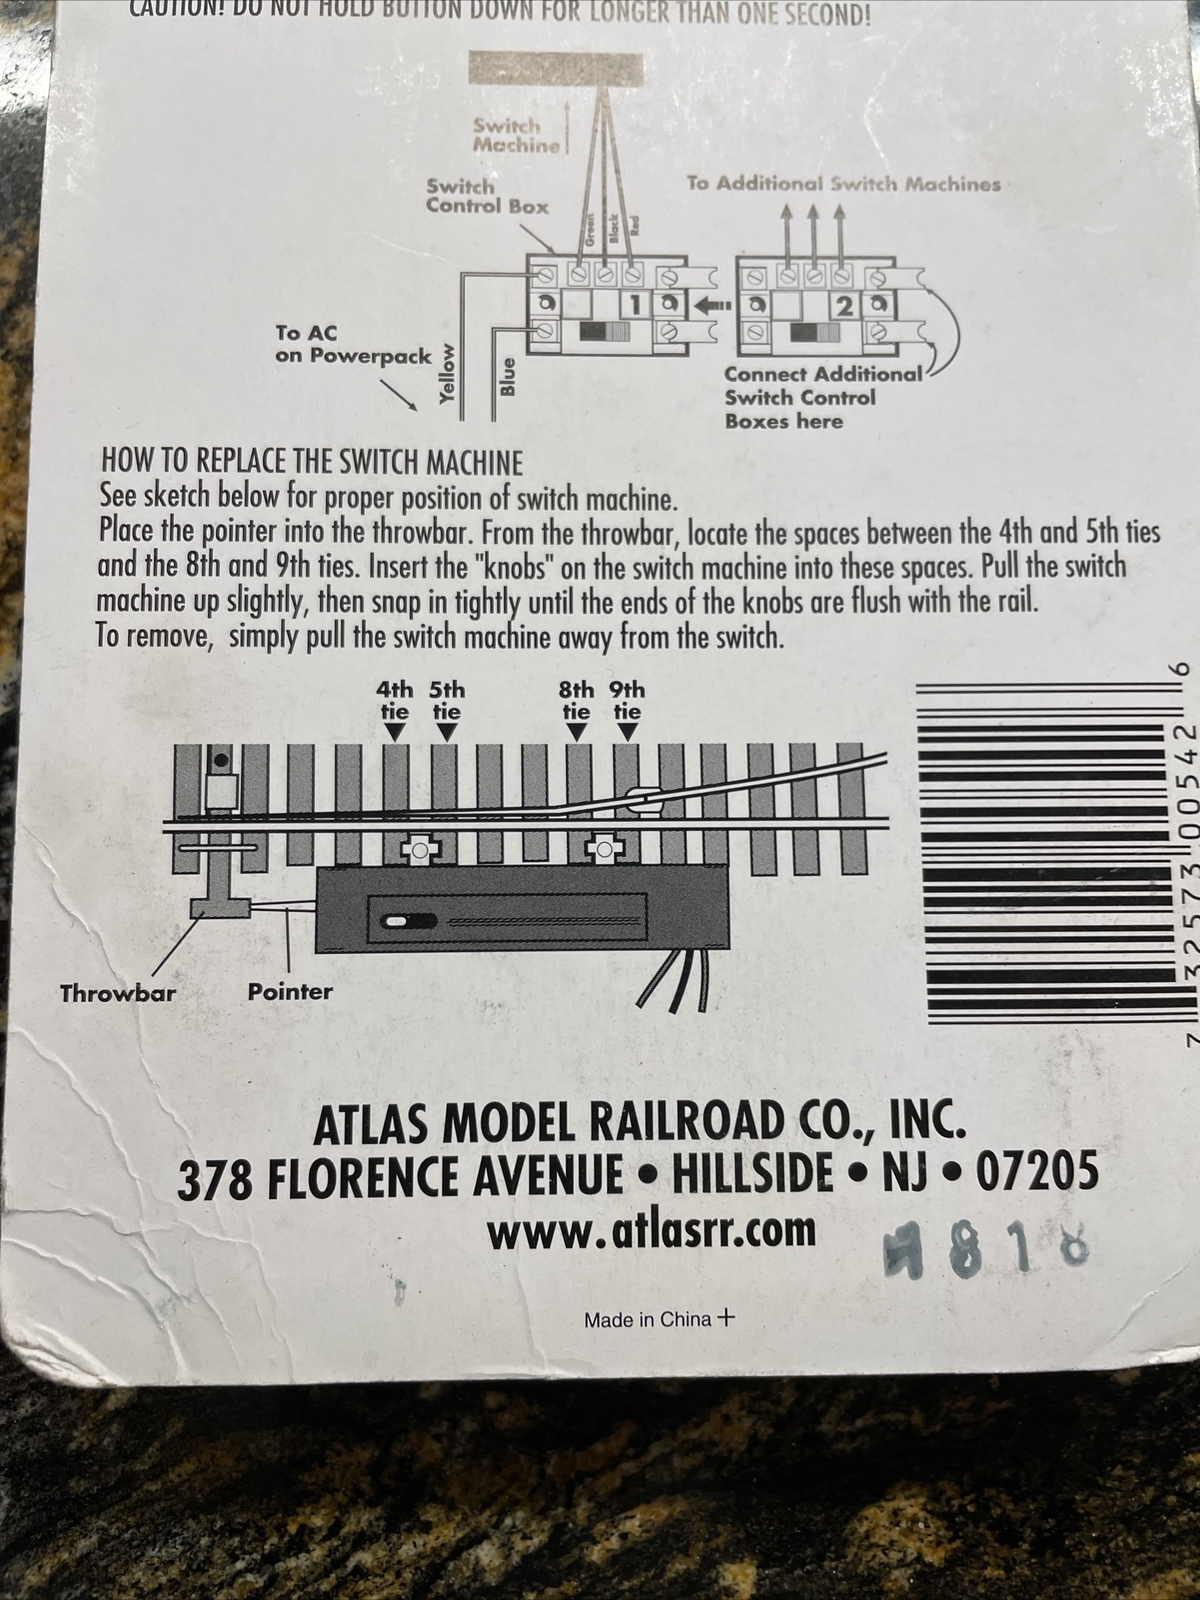 CAUTION! DO NOT HOLD BUTTON DOWN FOR LONGER THAN ONE SECOND!
Switch
Machine
Switch
Control Box
To Additional Switch Machines
Green
Black
Red
1
2
To AC
on Powerpack
Yellow
Blue
Connect Additional
Switch Control
Boxes here
HOW TO REPLACE THE SWITCH MACHINE
See sketch below for proper position of switch machine.
Place the pointer into the throwbar. From the throwbar, locate the spaces between the 4th and 5th ties
and the 8th and 9th ties. Insert the "knobs" on the switch machine into these spaces. Pull the switch
machine up slightly, then snap in tightly until the ends of the knobs are flush with the rail.
To remove, simply pull the switch machine away from the switch.
4th
tie
5th
tie
8th
tie
9th
tie
Throwbar
Pointer
7 32573 00542 6
ATLAS MODEL RAILROAD CO., INC.
378 FLORENCE AVENUE • HILLSIDE • NJ • 07205
www.atlasrr.com
Made in China +